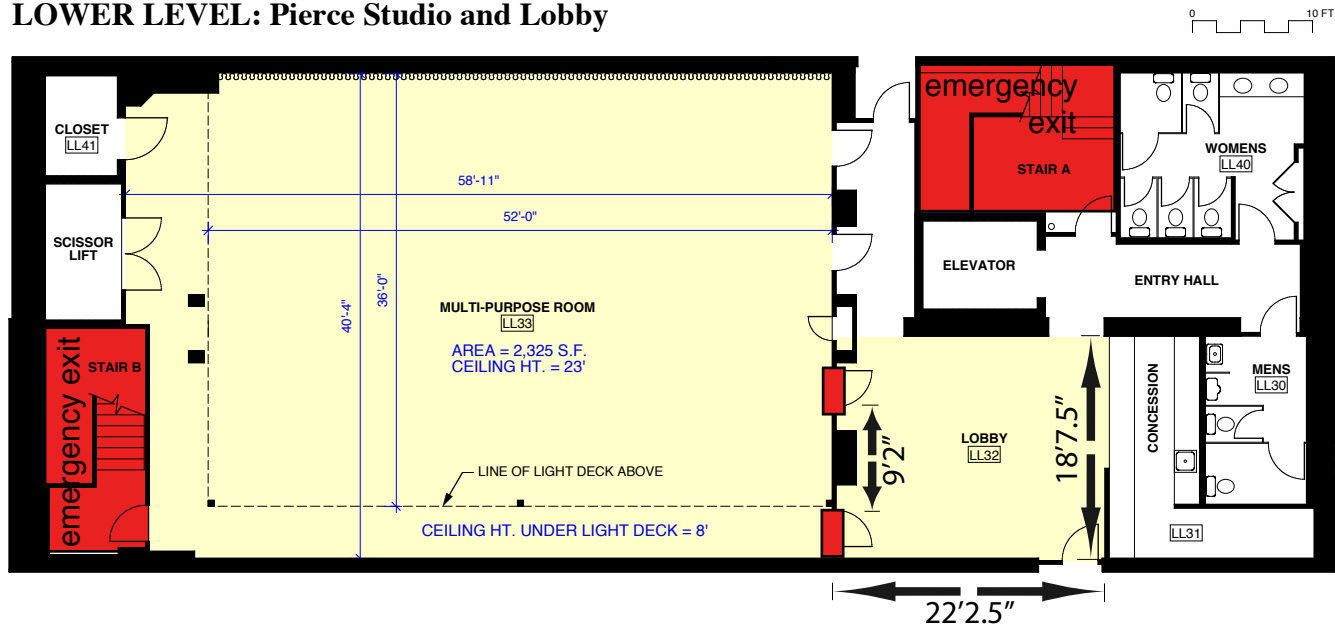 LOWER LEVEL: Pierce Studio and Lobby
0 10 FT
emergency
exit
STAIR A
CLOSET
LL41
WOMENS
LL40
58'-11"
52'-0"
SCISSOR
LIFT
ELEVATOR
ENTRY HALL
40'-4"
36'-0"
MULTI-PURPOSE ROOM
LL33
AREA = 2,325 S.F.
CEILING HT. = 23'
emergency exit
STAIR B
MENS
LL30
CONCESSION
18'7.5"
LOBBY
LL32
9'2"
LINE OF LIGHT DECK ABOVE
CEILING HT. UNDER LIGHT DECK = 8'
LL31
22'2.5"